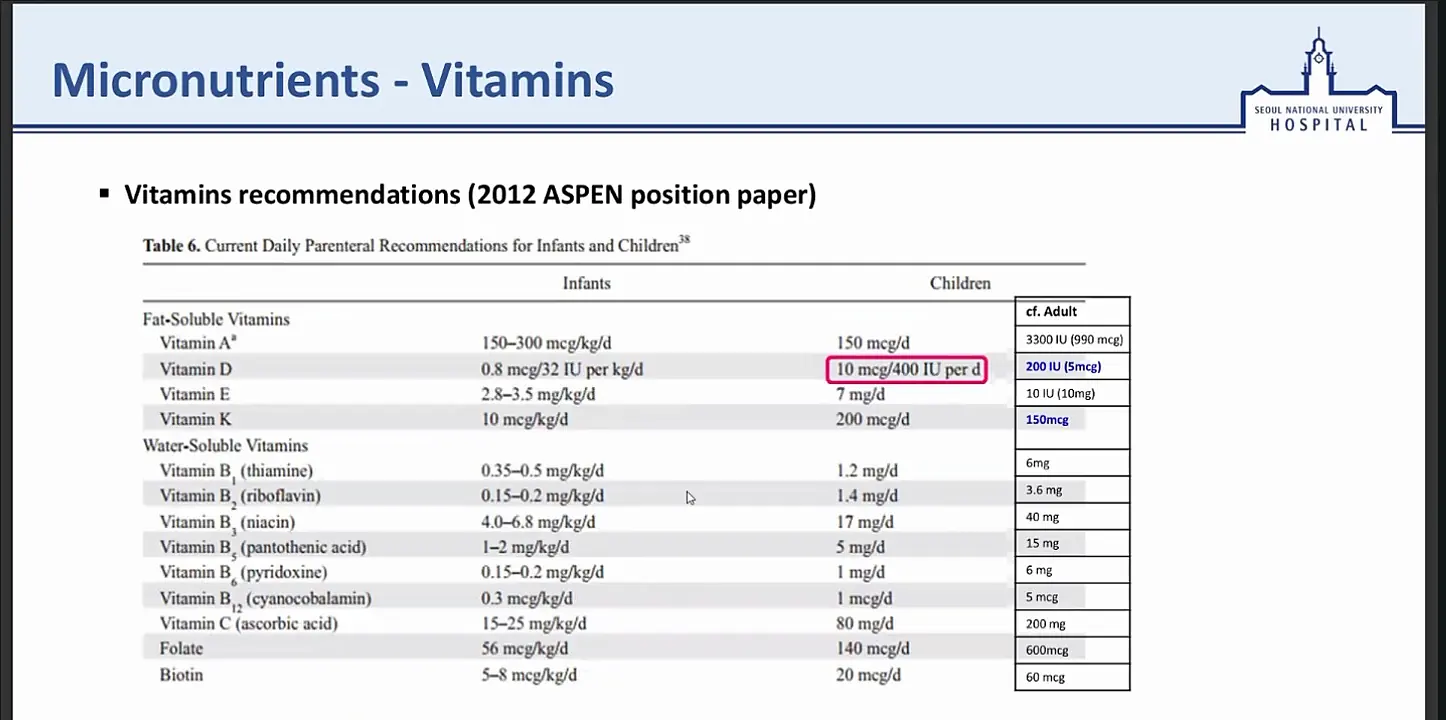 Micronutrients - Vitamins
SEOUL NATIONAL UNIVERSITY
HOSPITAL
▪ Vitamins recommendations (2012 ASPEN position paper)
Table 6. Current Daily Parenteral Recommendations for Infants and Children³⁸
Infants Children cf. Adult
Fat-Soluble Vitamins
Vitamin Aᵃ 150–300 mcg/kg/d 150 mcg/d 3300 IU (990 mcg)
Vitamin D 0.8 mcg/32 IU per kg/d 10 mcg/400 IU per d 200 IU (5mcg)
Vitamin E 2.8–3.5 mg/kg/d 7 mg/d 10 IU (10mg)
Vitamin K 10 mcg/kg/d 200 mcg/d 150mcg
Water-Soluble Vitamins
Vitamin B₁ (thiamine) 0.35–0.5 mg/kg/d 1.2 mg/d 6mg
Vitamin B₂ (riboflavin) 0.15–0.2 mg/kg/d 1.4 mg/d 3.6 mg
Vitamin B₃ (niacin) 4.0–6.8 mg/kg/d 17 mg/d 40 mg
Vitamin B₅ (pantothenic acid) 1–2 mg/kg/d 5 mg/d 15 mg
Vitamin B₆ (pyridoxine) 0.15–0.2 mg/kg/d 1 mg/d 6 mg
Vitamin B₁₂ (cyanocobalamin) 0.3 mcg/kg/d 1 mcg/d 5 mcg
Vitamin C (ascorbic acid) 15–25 mg/kg/d 80 mg/d 200 mg
Folate 56 mcg/kg/d 140 mcg/d 600mcg
Biotin 5–8 mcg/kg/d 20 mcg/d 60 mcg